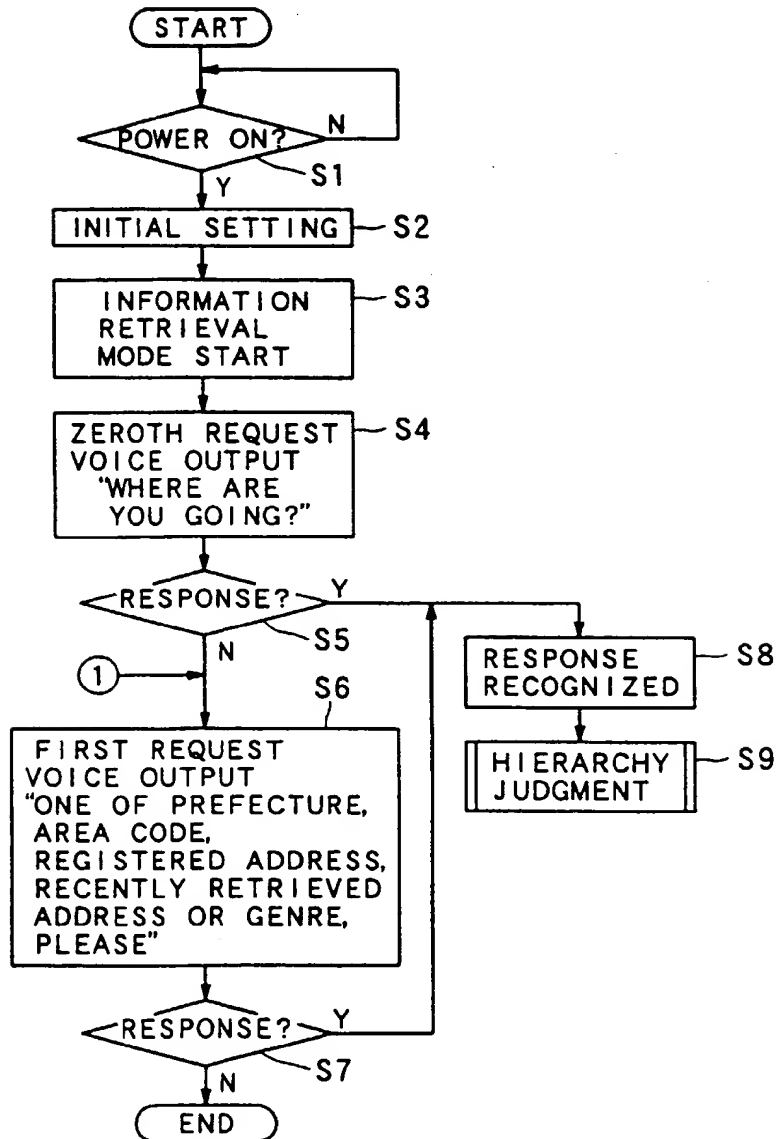 START
POWER ON?
N
S1
Y
INITIAL SETTING
S2
INFORMATION
RETRIEVAL
MODE START
S3
ZEROTH REQUEST
VOICE OUTPUT
"WHERE ARE
YOU GOING?"
S4
RESPONSE?
Y
S5
N
1
S6
FIRST REQUEST
VOICE OUTPUT
"ONE OF PREFECTURE,
AREA CODE,
REGISTERED ADDRESS,
RECENTLY RETRIEVED
ADDRESS OR GENRE,
PLEASE"
RESPONSE?
Y
S7
N
END
RESPONSE
RECOGNIZED
S8
HIERARCHY
JUDGMENT
S9